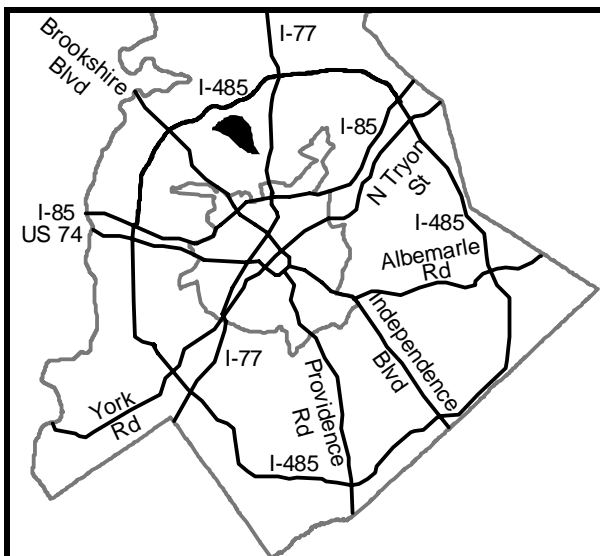 I-77
Brookshire
Blvd
I-485
I-85
N Tryon
St
I-85
US 74
I-485
Albemarle
Rd
Independence
Blvd
I-77
Providence
Rd
York
Rd
I-485